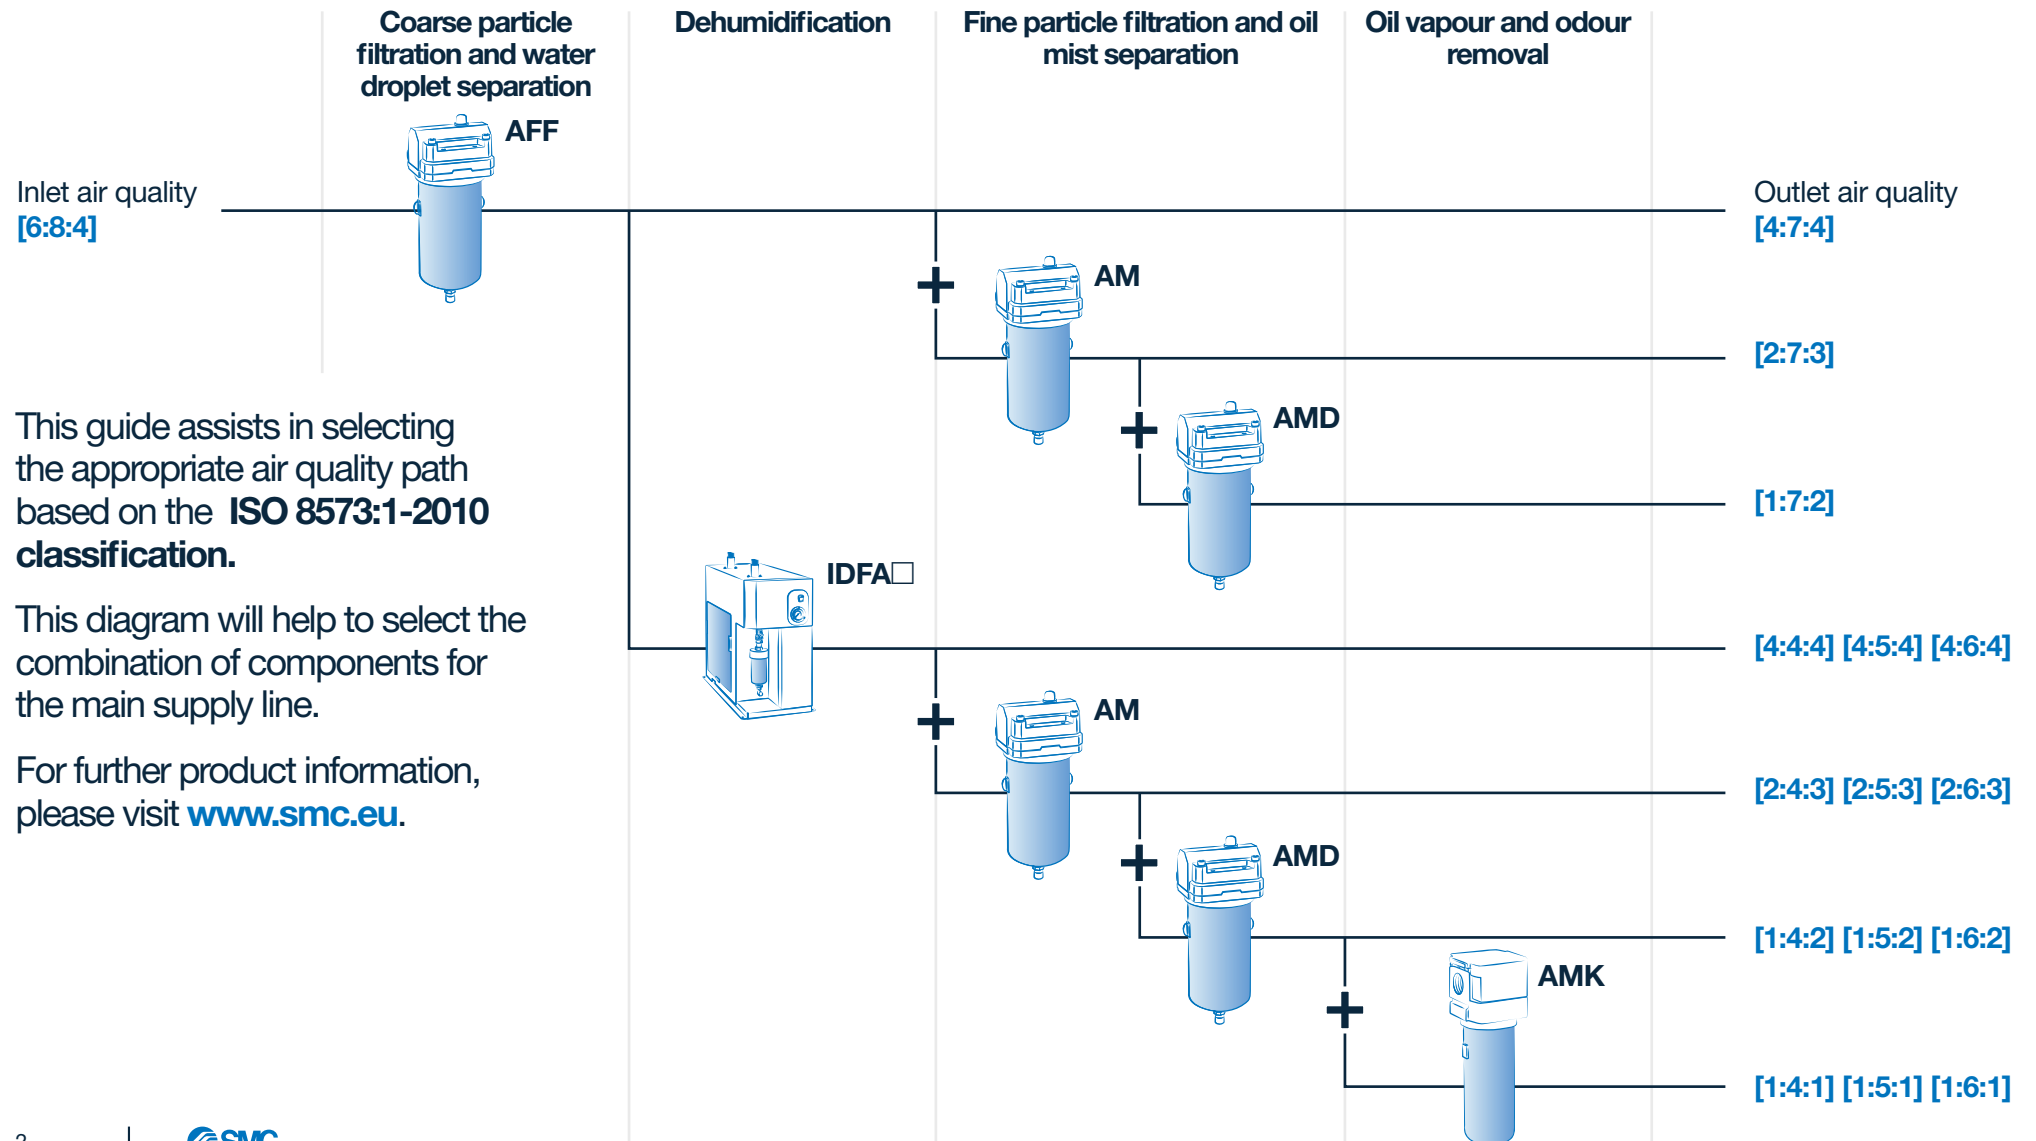 Coarse particle
filtration and water
droplet separation
Dehumidification
Fine particle filtration and oil
mist separation
Oil vapour and odour
removal
AFF
Inlet air quality
[6:8:4]
Outlet air quality
[4:7:4]
AM
[2:7:3]
AMD
[1:7:2]
This guide assists in selecting
the appropriate air quality path
based on the ISO 8573:1-2010
classification.
This diagram will help to select the
combination of components for
the main supply line.
For further product information,
please visit www.smc.eu.
IDFA□
[4:4:4] [4:5:4] [4:6:4]
AM
[2:4:3] [2:5:3] [2:6:3]
AMD
[1:4:2] [1:5:2] [1:6:2]
AMK
[1:4:1] [1:5:1] [1:6:1]
2
SMC